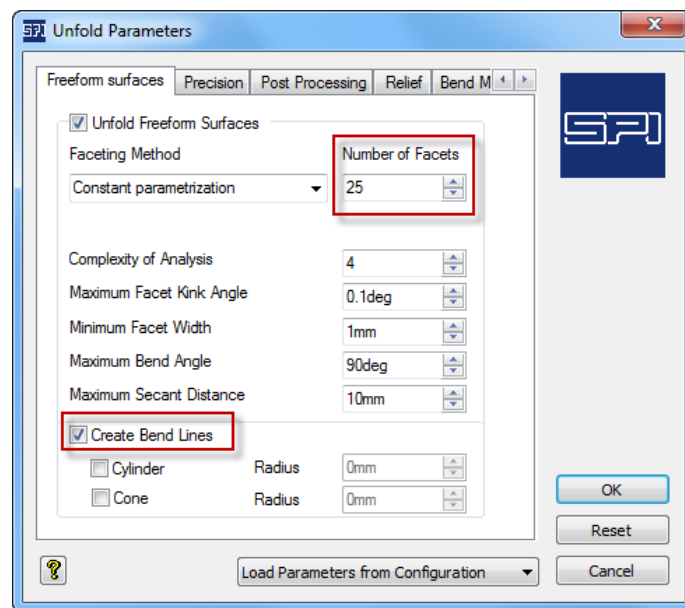 SPI Unfold Parameters
Freeform surfaces Precision Post Processing Relief Bend M
Unfold Freeform Surfaces
SPI
Faceting Method Number of Facets
Constant parametrization 25
Complexity of Analysis 4
Maximum Facet Kink Angle 0.1deg
Minimum Facet Width 1mm
Maximum Bend Angle 90deg
Maximum Secant Distance 10mm
Create Bend Lines
Cylinder Radius 0mm
Cone Radius 0mm
OK
Reset
? Load Parameters from Configuration Cancel